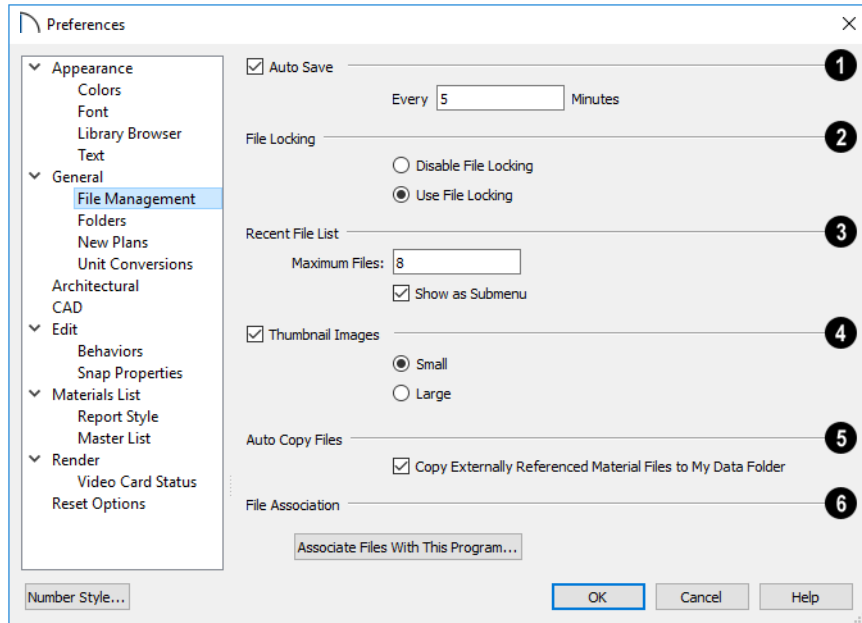 Preferences
Appearance
Colors
Font
Library Browser
Text
General
File Management
Folders
New Plans
Unit Conversions
Architectural
CAD
Edit
Behaviors
Snap Properties
Materials List
Report Style
Master List
Render
Video Card Status
Reset Options
Auto Save 1
Every 5 Minutes
File Locking 2
Disable File Locking
Use File Locking
Recent File List 3
Maximum Files: 8
Show as Submenu
Thumbnail Images 4
Small
Large
Auto Copy Files 5
Copy Externally Referenced Material Files to My Data Folder
File Association 6
Associate Files With This Program...
Number Style... OK Cancel Help